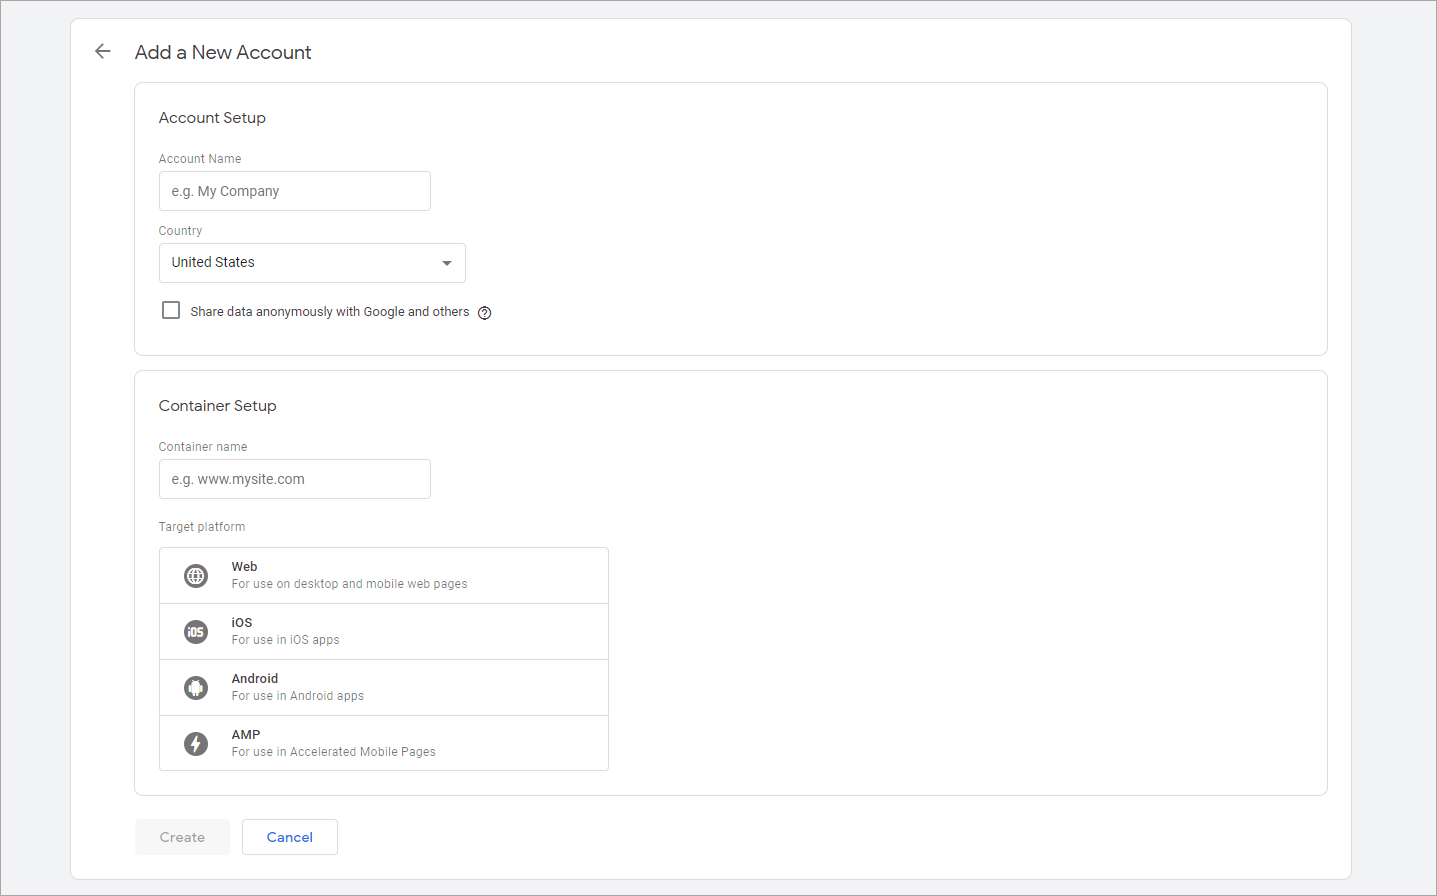 Add a New Account
Account Setup
Account Name
e.g. My Company
Country
United States
Share data anonymously with Google and others
Container Setup
Container name
e.g. www.mysite.com
Target platform
Web
For use on desktop and mobile web pages
iOS
iOS
For use in iOS apps
Android
For use in Android apps
AMP
For use in Accelerated Mobile Pages
Create
Cancel